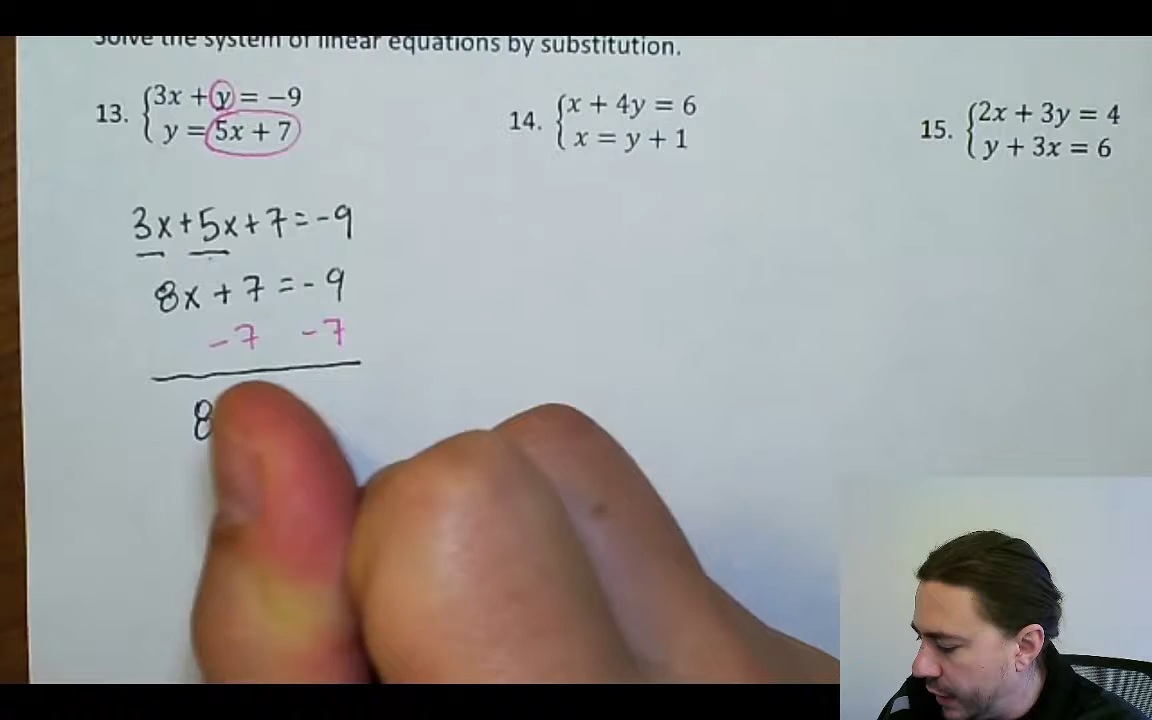 Solve the system of linear equations by substitution.
13. {3x + y = −9
y = 5x + 7
14. {x + 4y = 6
x = y + 1
15. {2x + 3y = 4
y + 3x = 6
3x+5x+7=-9
8x+7=-9
-7 -7
8